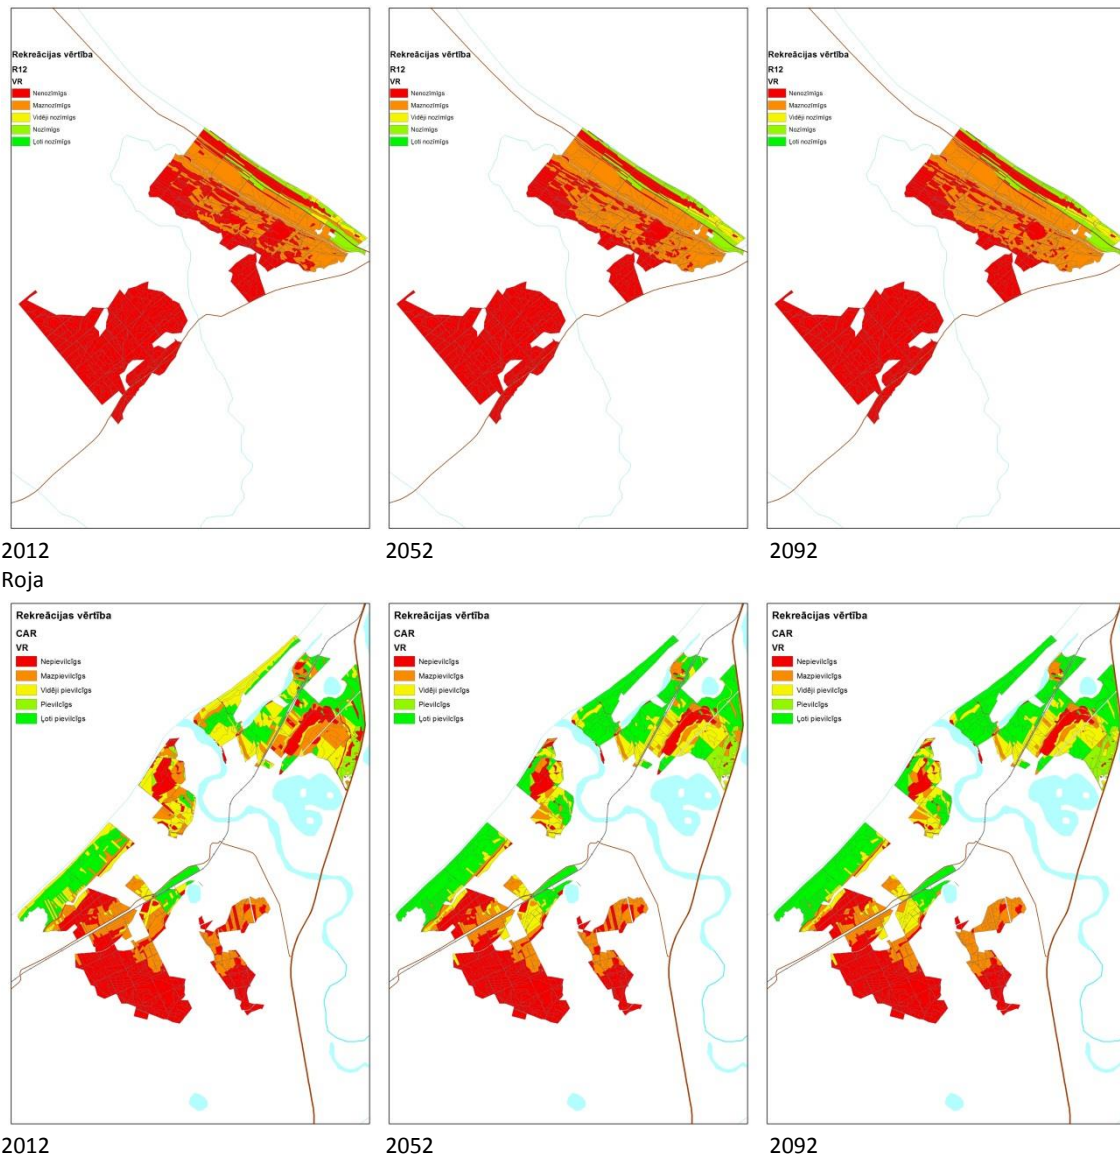 Rekreācijas vērtība
R12
VR
Nenozīmīgs
Maznozīmīgs
Vidēji nozīmīgs
Nozīmīgs
Ļoti nozīmīgs
Rekreācijas vērtība
R12
VR
Nenozīmīgs
Maznozīmīgs
Vidēji nozīmīgs
Nozīmīgs
Ļoti nozīmīgs
Rekreācijas vērtība
R12
VR
Nenozīmīgs
Maznozīmīgs
Vidēji nozīmīgs
Nozīmīgs
Ļoti nozīmīgs
2012 2052 2092
Roja
Rekreācijas vērtība
CAR
VR
Nepievilcīgs
Mazpievilcīgs
Vidēji pievilcīgs
Pievilcīgs
Ļoti pievilcīgs
Rekreācijas vērtība
CAR
VR
Nepievilcīgs
Mazpievilcīgs
Vidēji pievilcīgs
Pievilcīgs
Ļoti pievilcīgs
Rekreācijas vērtība
CAR
VR
Nepievilcīgs
Mazpievilcīgs
Vidēji pievilcīgs
Pievilcīgs
Ļoti pievilcīgs
2012 2052 2092